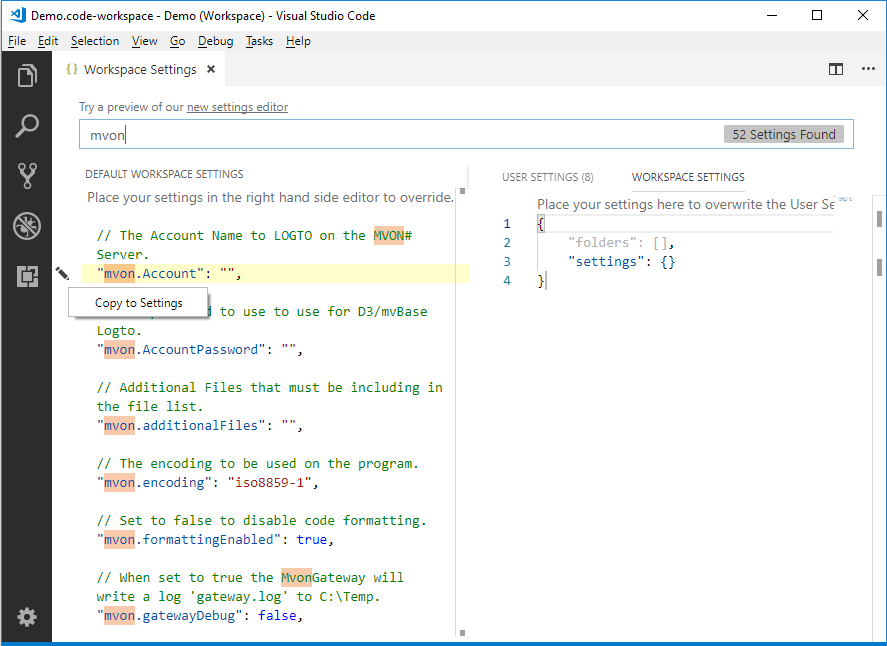 Demo.code-workspace - Demo (Workspace) - Visual Studio Code
File Edit Selection View Go Debug Tasks Help
{} Workspace Settings ×
Try a preview of our new settings editor
mvon 52 Settings Found
DEFAULT WORKSPACE SETTINGS
Place your settings in the right hand side editor to override.
// The Account Name to LOGTO on the MVON#
Server.
"mvon.Account": "",
Copy to Settings
to use to use for D3/mvBase
Logto.
"mvon.AccountPassword": "",
// Additional Files that must be including in
the file list.
"mvon.additionalFiles": "",
// The encoding to be used on the program.
"mvon.encoding": "iso8859-1",
// Set to false to disable code formatting.
"mvon.formattingEnabled": true,
// When set to true the MvonGateway will
write a log 'gateway.log' to C:\Temp.
"mvon.gatewayDebug": false,
USER SETTINGS (8) WORKSPACE SETTINGS
Place your settings here to overwrite the User Se
1 {
2 "folders": [],
3 "settings": {}
4 }